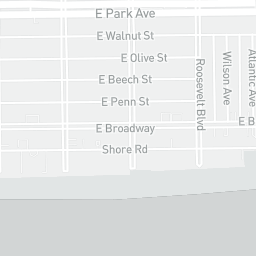 E Park Ave
E Walnut St
E Olive St
E Beech St
E Penn St
E Broadway
Shore Rd
Roosevelt Blvd
Wilson Ave
Atlantic Ave
E B